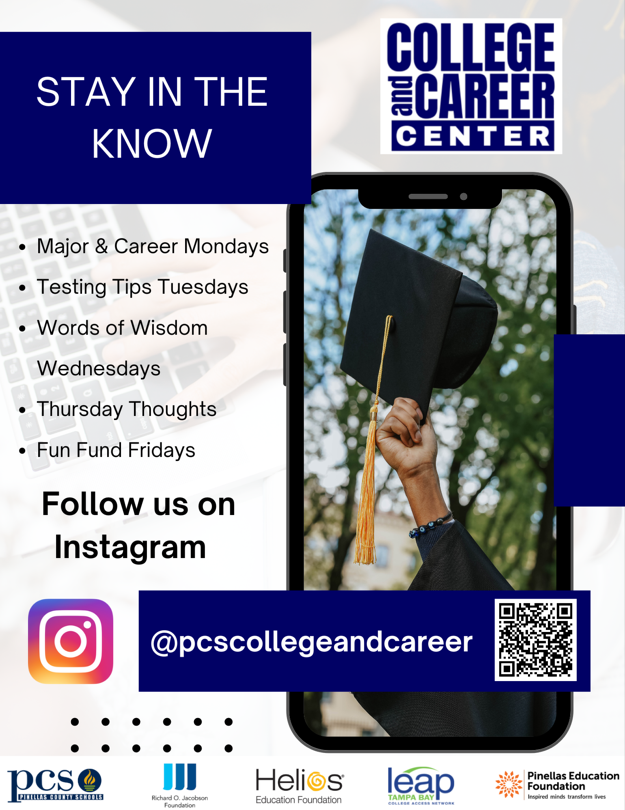 STAY IN THE
KNOW
COLLEGE
and CAREER
CENTER
• Major & Career Mondays
• Testing Tips Tuesdays
• Words of Wisdom
Wednesdays
• Thursday Thoughts
• Fun Fund Fridays
Follow us on
Instagram
@pcscollegeandcareer
pcs
PINELLAS COUNTY SCHOOLS
Richard O. Jacobson
Foundation
Helios
Education Foundation
leap
TAMPA BAY
COLLEGE ACCESS NETWORK
Pinellas Education
Foundation
Inspired minds transform lives